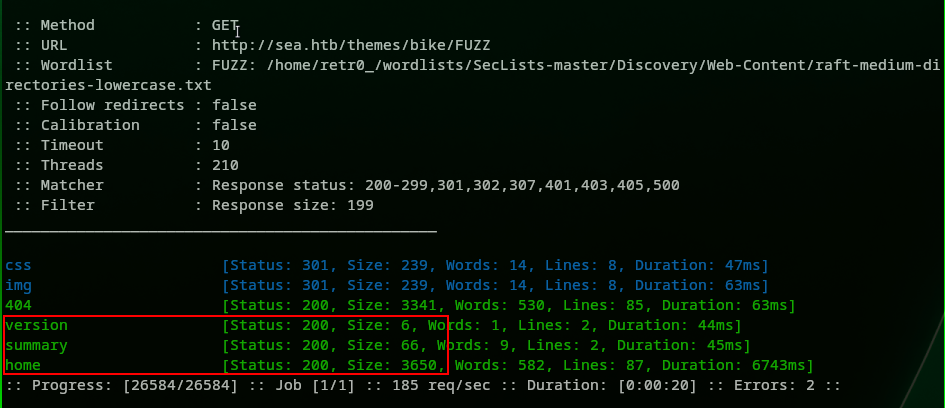 :: Method           : GET
:: URL              : http://sea.htb/themes/bike/FUZZ
:: Wordlist         : FUZZ: /home/retr0_/wordlists/SecLists-master/Discovery/Web-Content/raft-medium-di
rectories-lowercase.txt
:: Follow redirects : false
:: Calibration      : false
:: Timeout          : 10
:: Threads          : 210
:: Matcher          : Response status: 200-299,301,302,307,401,403,405,500
:: Filter           : Response size: 199
________________________________________________
css                     [Status: 301, Size: 239, Words: 14, Lines: 8, Duration: 47ms]
img                     [Status: 301, Size: 239, Words: 14, Lines: 8, Duration: 63ms]
404                     [Status: 200, Size: 3341, Words: 530, Lines: 85, Duration: 63ms]
version                 [Status: 200, Size: 6, Words: 1, Lines: 2, Duration: 44ms]
summary                 [Status: 200, Size: 66, Words: 9, Lines: 2, Duration: 45ms]
home                    [Status: 200, Size: 3650, Words: 582, Lines: 87, Duration: 6743ms]
:: Progress: [26584/26584] :: Job [1/1] :: 185 req/sec :: Duration: [0:00:20] :: Errors: 2 ::